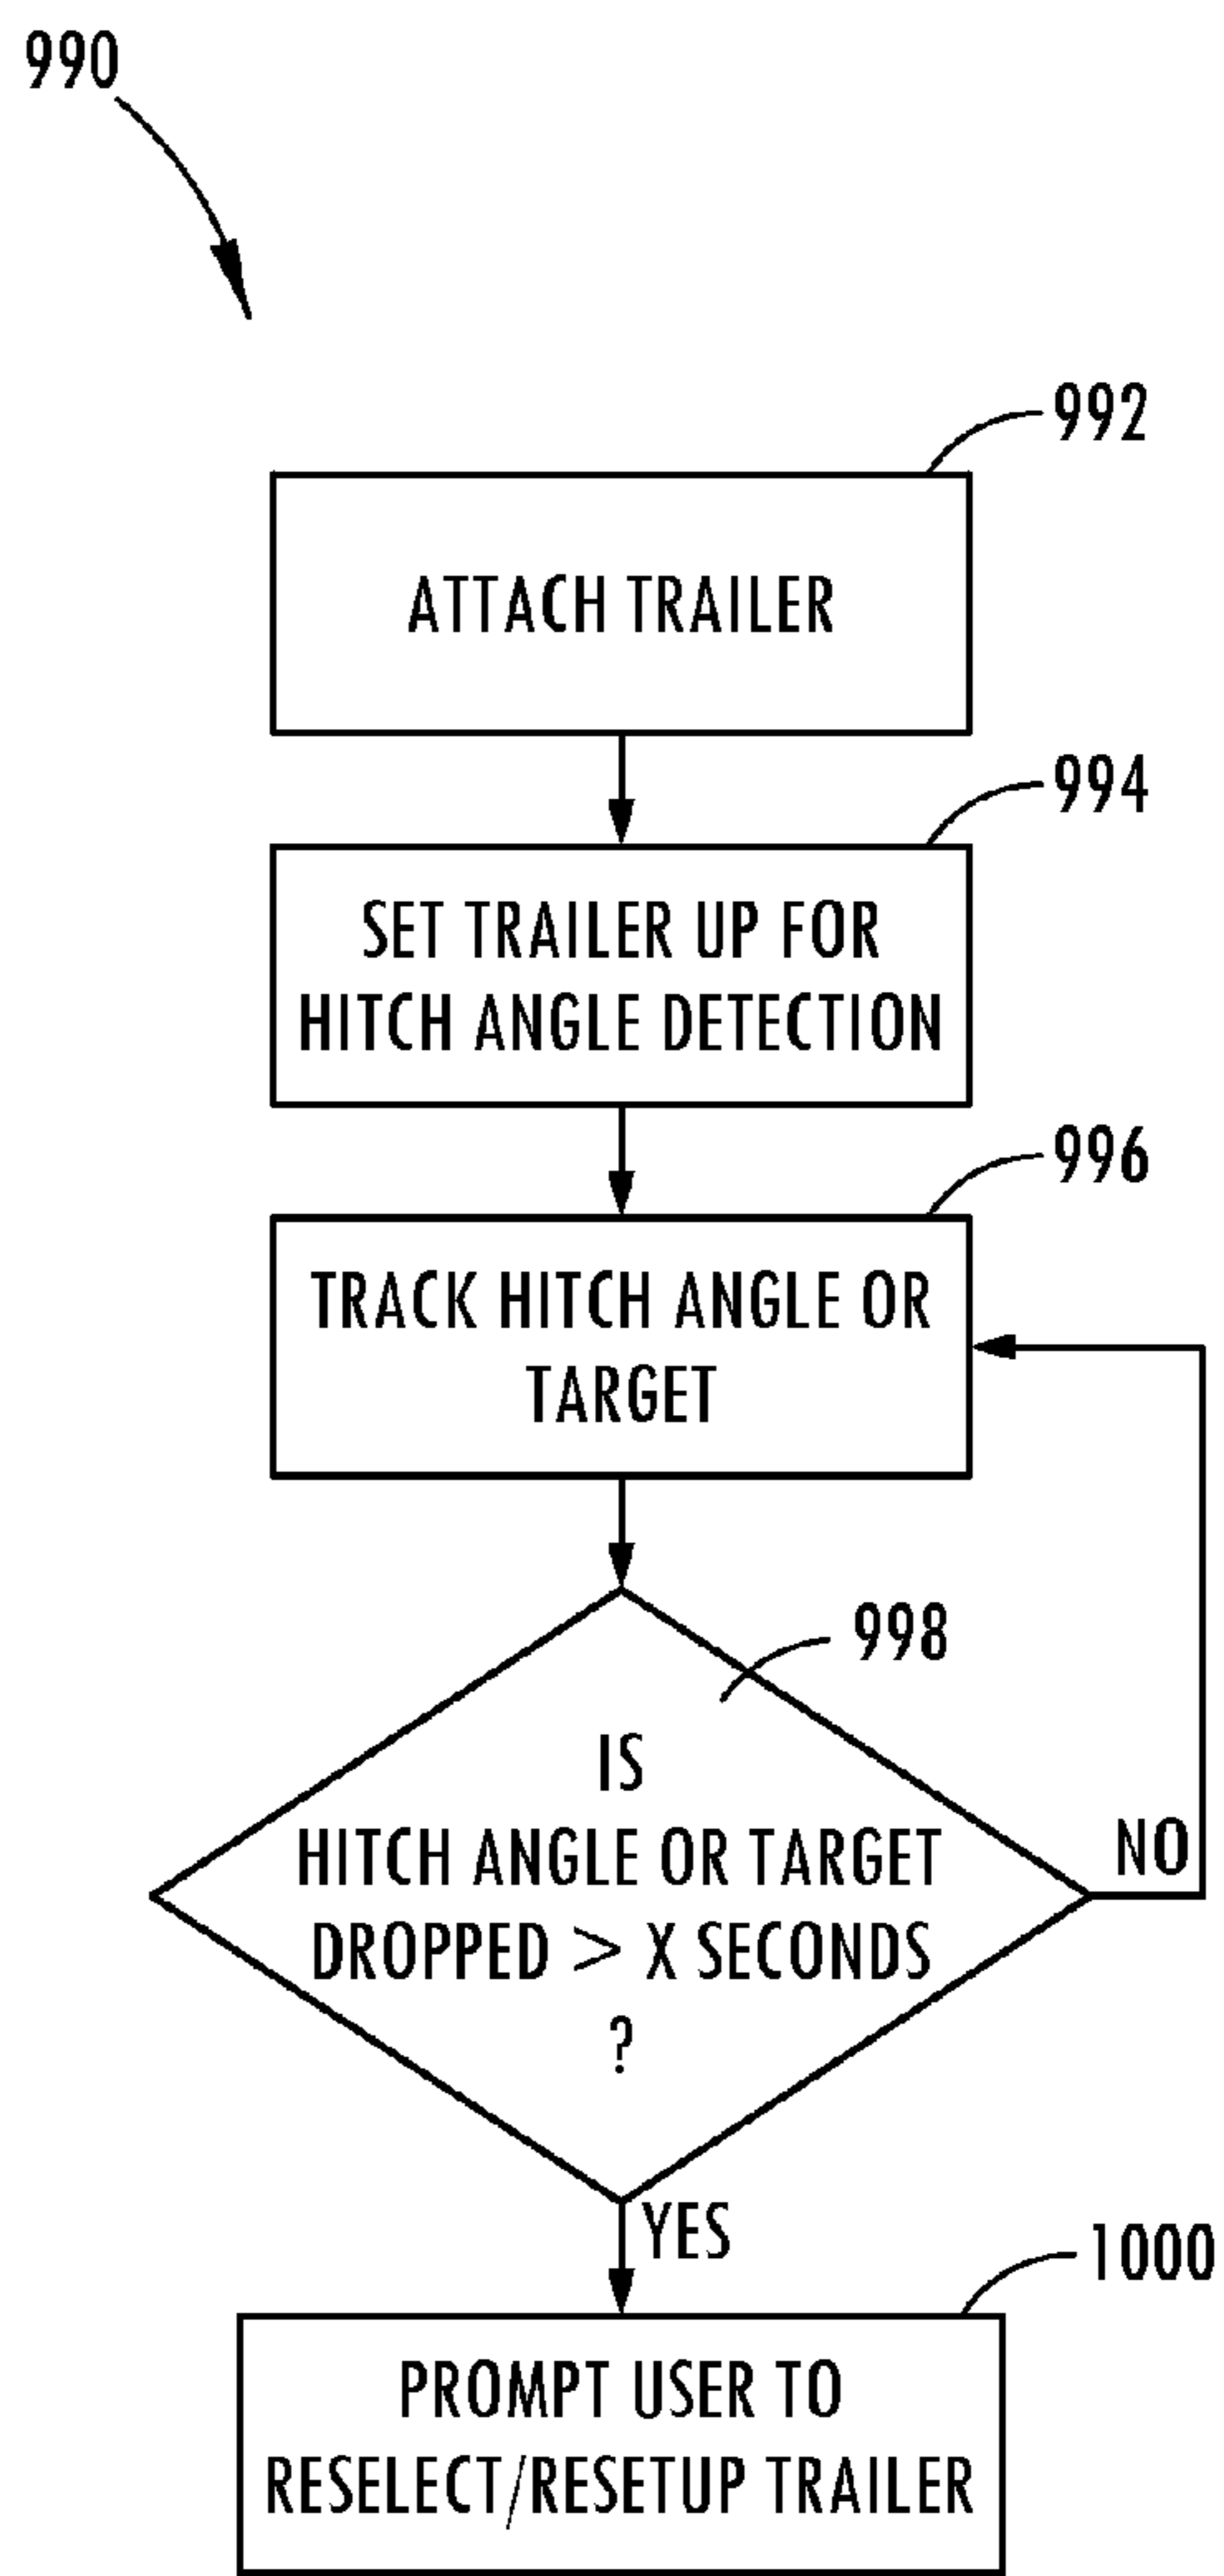 990
992
ATTACH TRAILER
994
SET TRAILER UP FOR
HITCH ANGLE DETECTION
996
TRACK HITCH ANGLE OR
TARGET
998
IS
HITCH ANGLE OR TARGET
DROPPED > X SECONDS
?
NO
YES
1000
PROMPT USER TO
RESELECT/RESETUP TRAILER